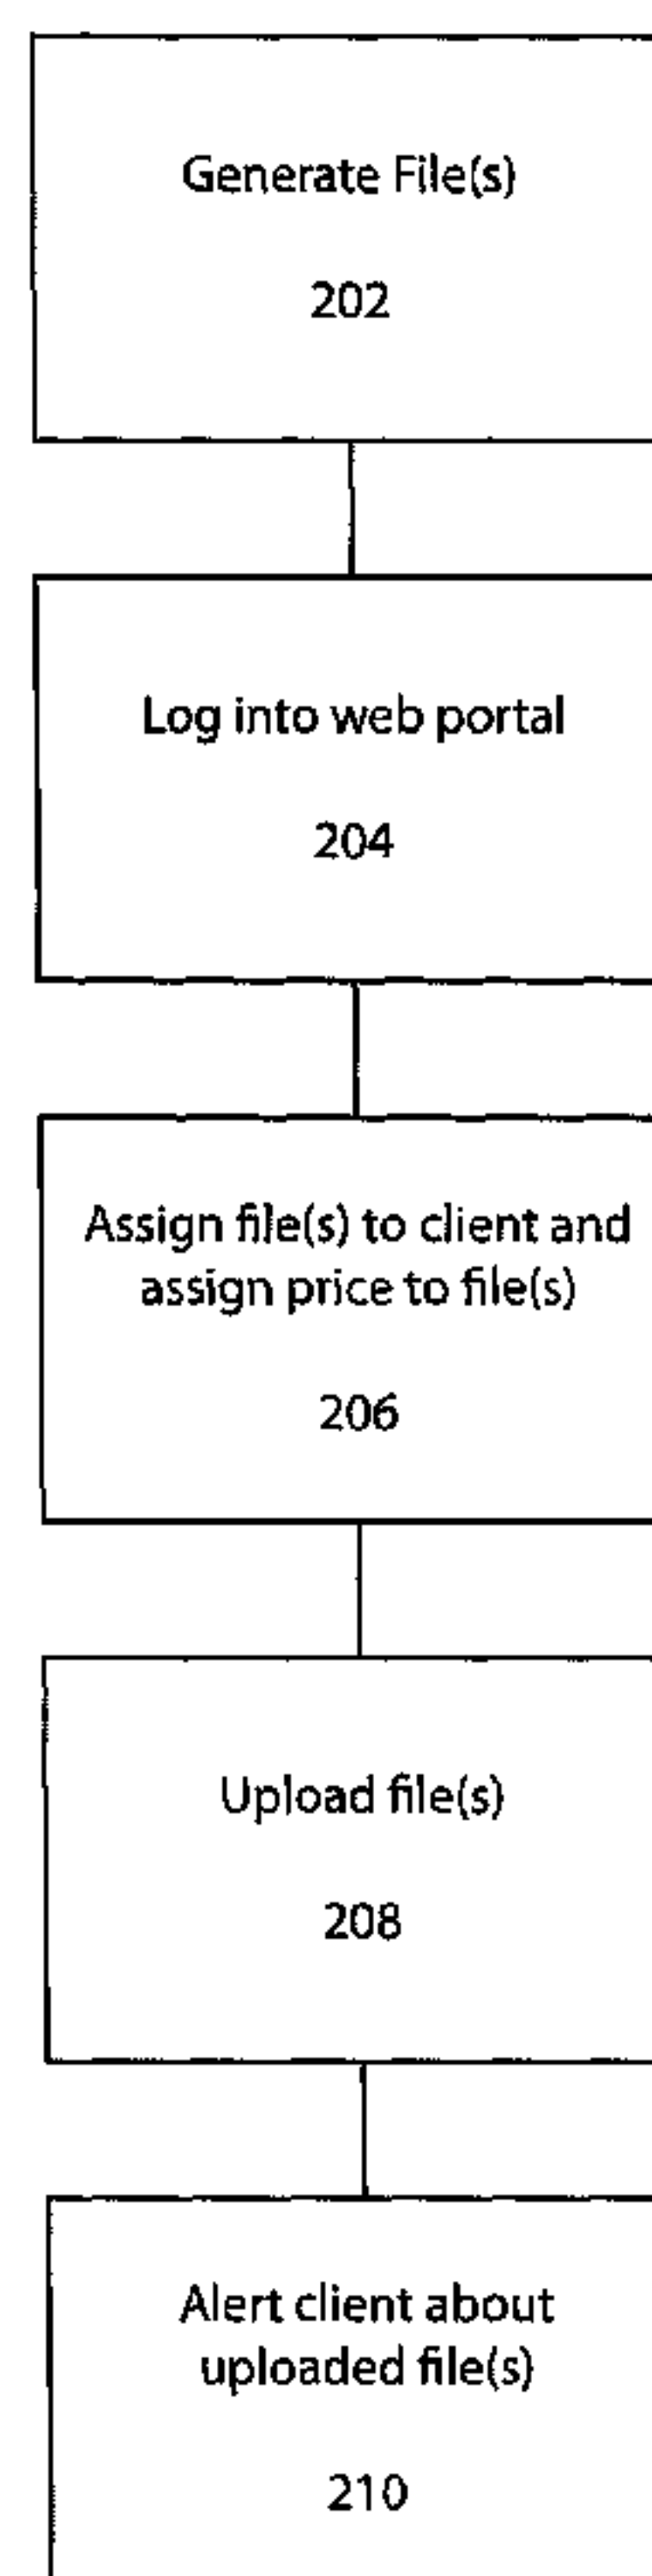 Generate File(s)
202
Log into web portal
204
Assign file(s) to client and
assign price to file(s)
206
Upload file(s)
208
Alert client about
uploaded file(s)
210